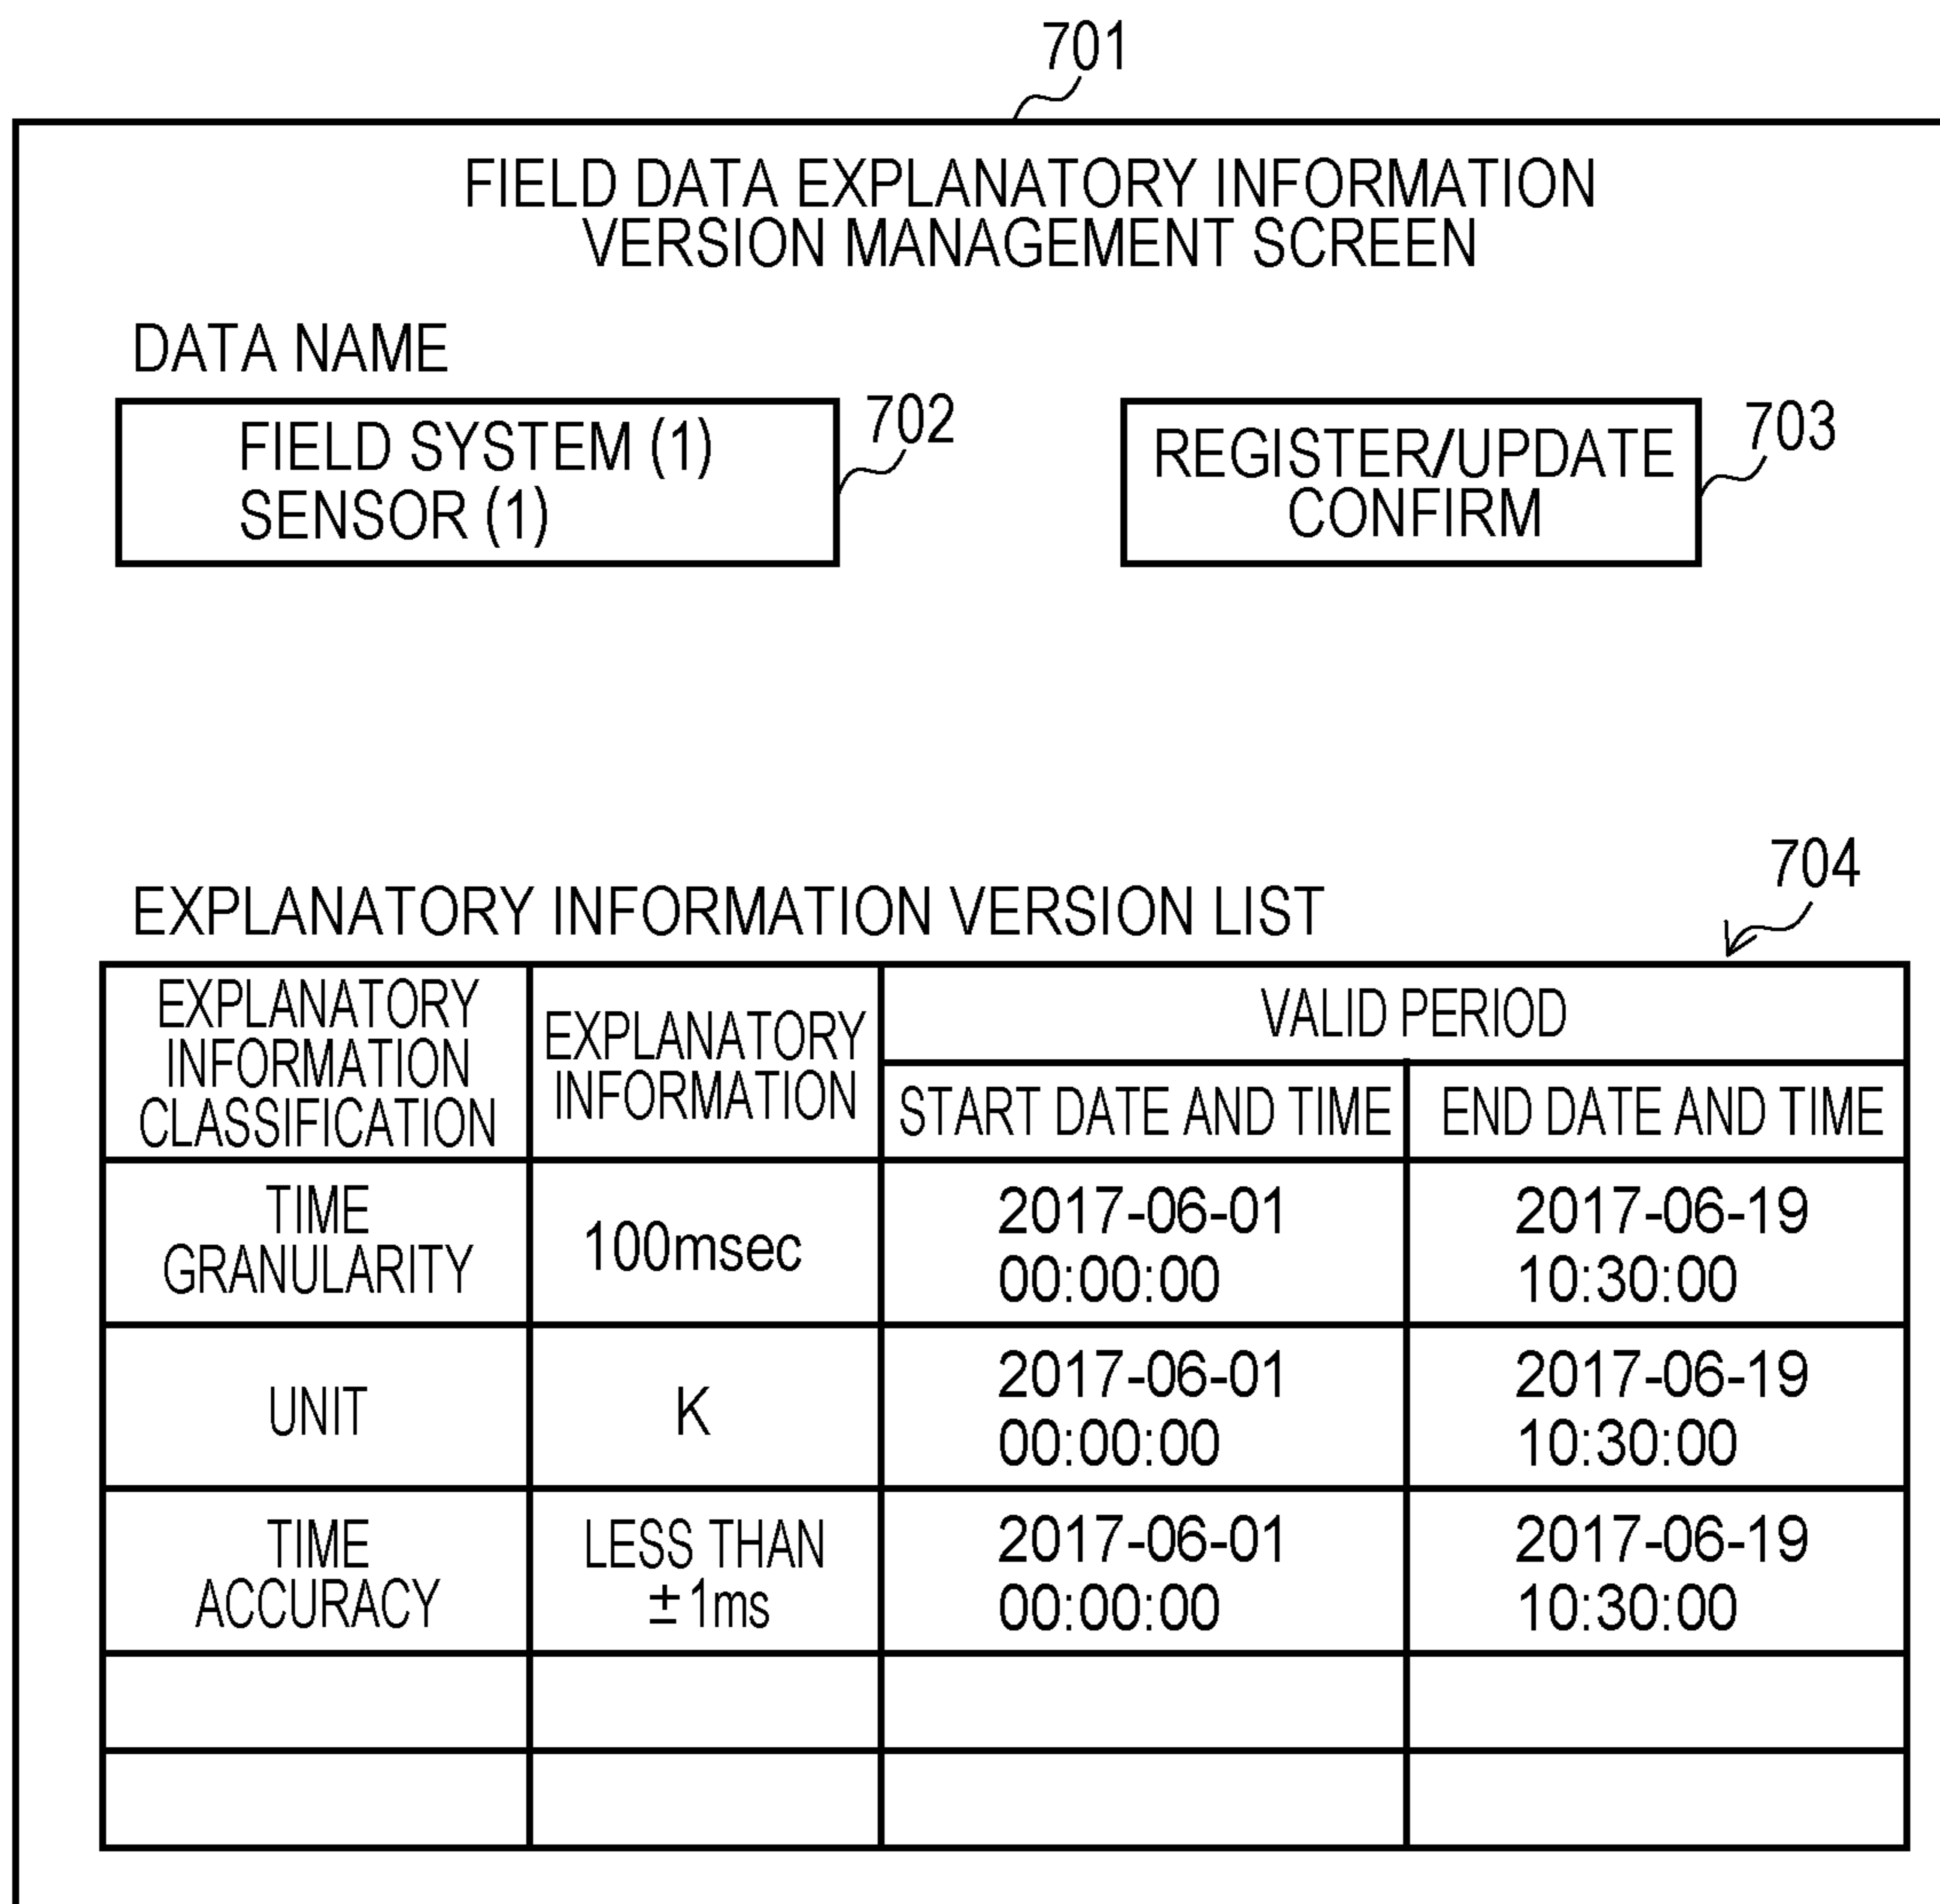 701
FIELD DATA EXPLANATORY INFORMATION
VERSION MANAGEMENT SCREEN
DATA NAME
FIELD SYSTEM (1)
SENSOR (1)
702
REGISTER/UPDATE
CONFIRM
703
704
EXPLANATORY INFORMATION VERSION LIST
EXPLANATORY
INFORMATION
CLASSIFICATION
EXPLANATORY
INFORMATION
VALID PERIOD
START DATE AND TIME
END DATE AND TIME
TIME
GRANULARITY
100msec
2017-06-01
00:00:00
2017-06-19
10:30:00
UNIT
K
2017-06-01
00:00:00
2017-06-19
10:30:00
TIME
ACCURACY
LESS THAN
±1ms
2017-06-01
00:00:00
2017-06-19
10:30:00